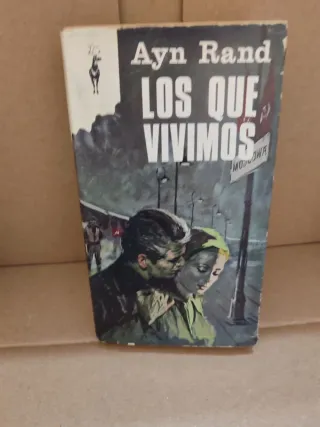 Ayn Rand
LOS QUE
VIVIMOS